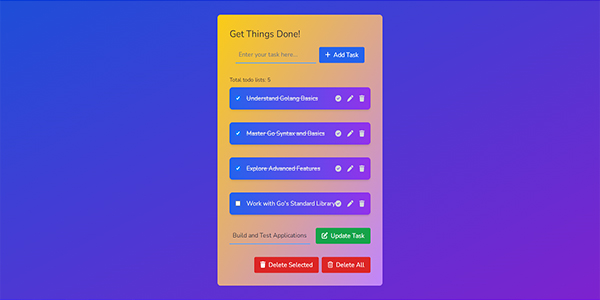 Get Things Done!
Enter your task here...
Add Task
Total todo lists: 5
Understand Golang Basics
Master Go Syntax and Basics
Explore Advanced Features
Work with Go's Standard Library
Build and Test Applications
Update Task
Delete Selected
Delete All